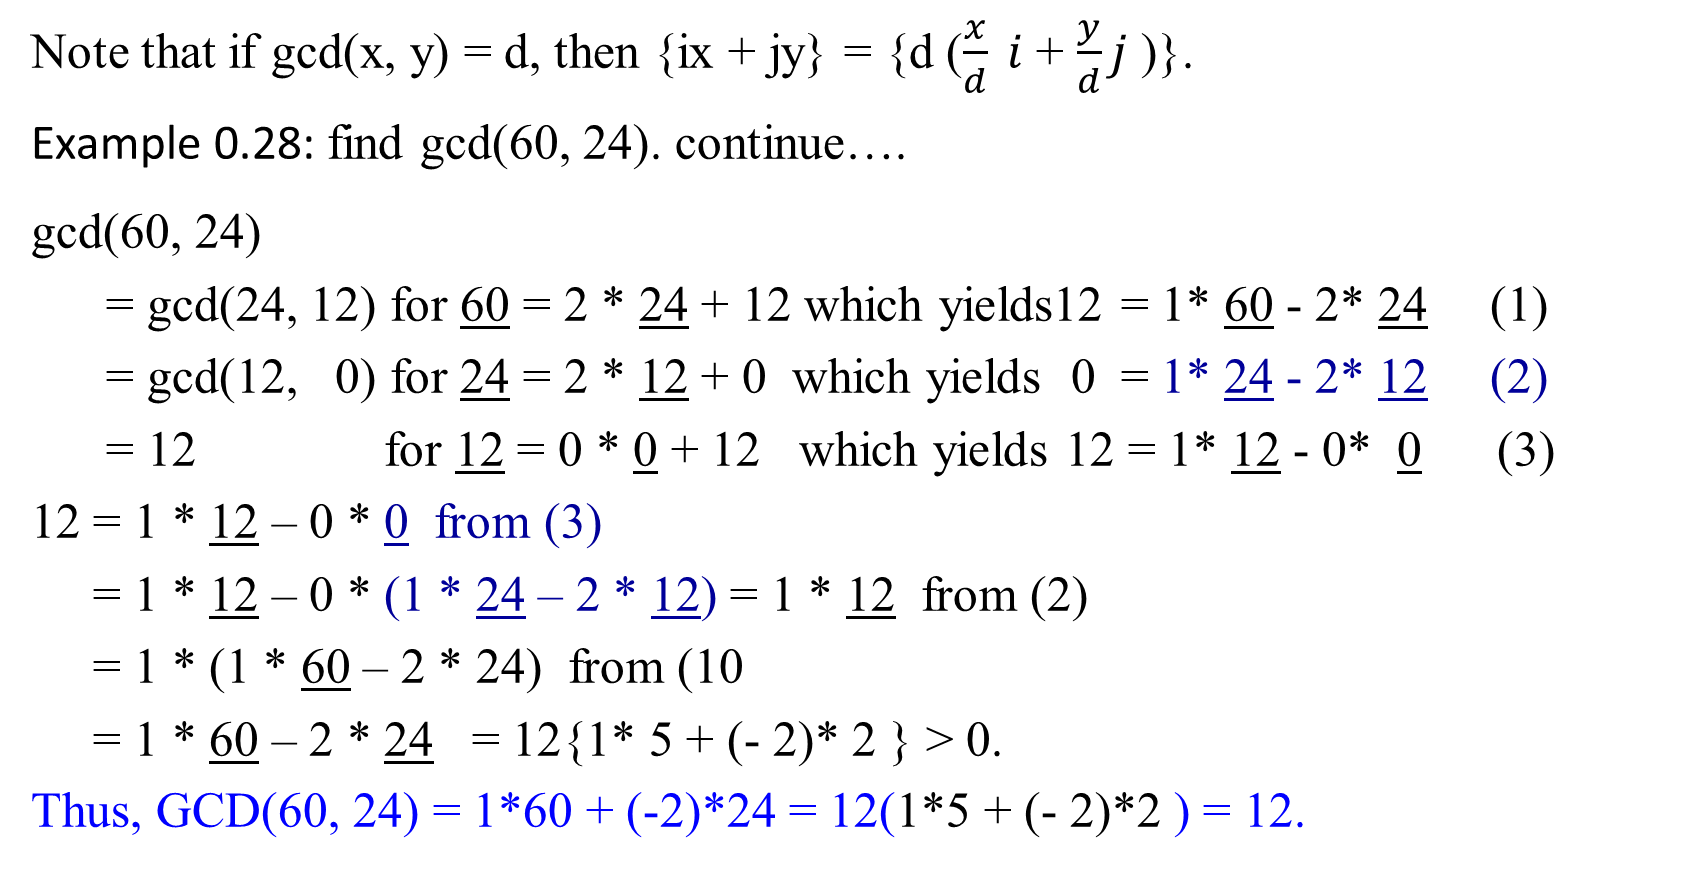 Note that if gcd(x, y) = d, then {ix + jy} = {d (x/d i + y/d j )}.
Example 0.28: find gcd(60, 24). continue….
gcd(60, 24)
= gcd(24, 12) for 60 = 2 * 24 + 12 which yields12 = 1* 60 - 2* 24 (1)
= gcd(12, 0) for 24 = 2 * 12 + 0 which yields 0 = 1* 24 - 2* 12 (2)
= 12 for 12 = 0 * 0 + 12 which yields 12 = 1* 12 - 0* 0 (3)
12 = 1 * 12 – 0 * 0 from (3)
= 1 * 12 – 0 * (1 * 24 – 2 * 12) = 1 * 12 from (2)
= 1 * (1 * 60 – 2 * 24) from (10
= 1 * 60 – 2 * 24 = 12{1* 5 + (- 2)* 2 } > 0.
Thus, GCD(60, 24) = 1*60 + (-2)*24 = 12(1*5 + (- 2)*2 ) = 12.